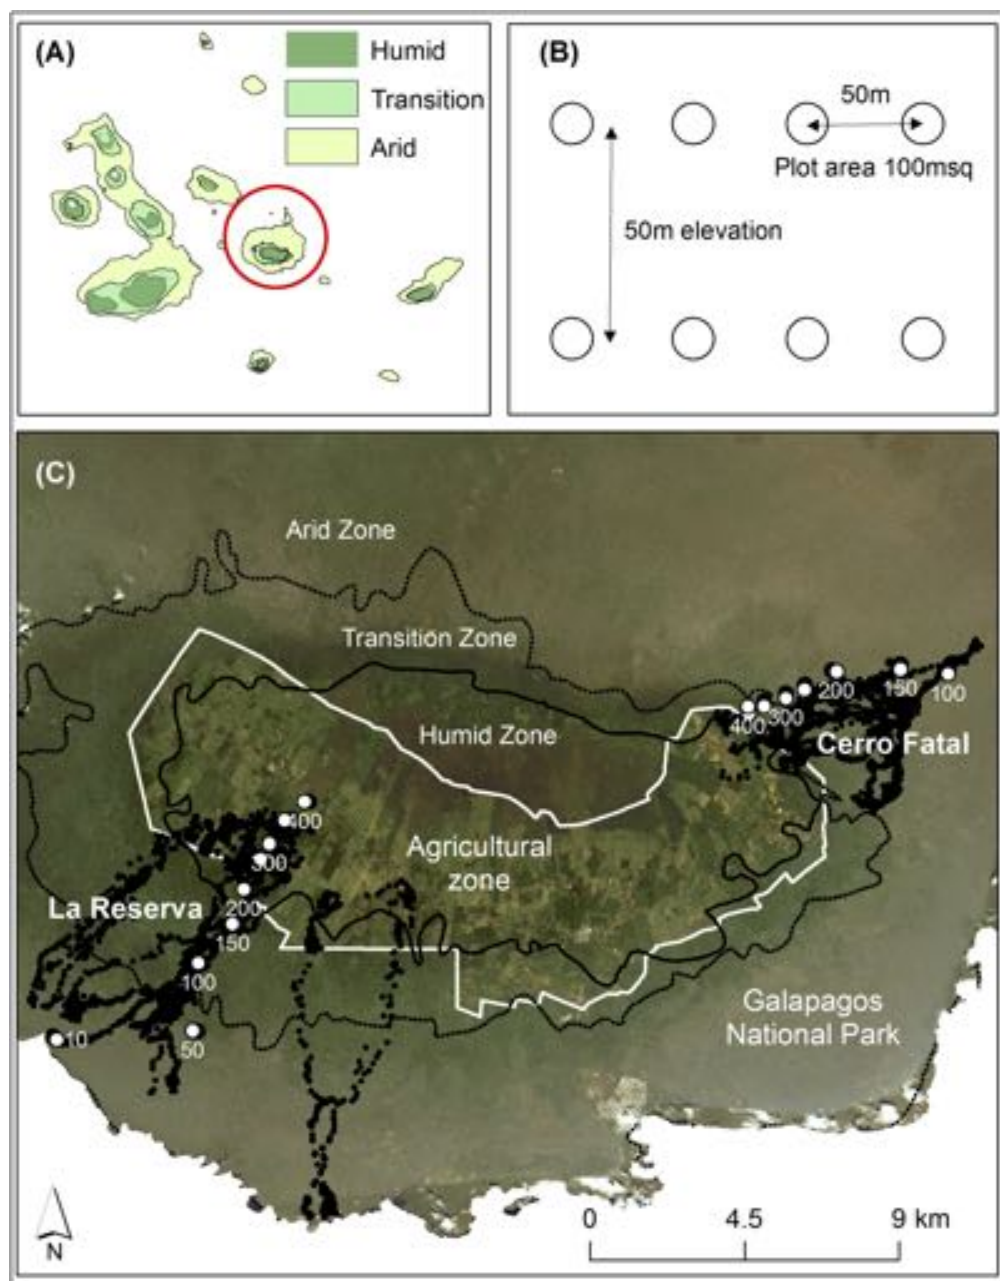 (A)
Humid
Transition
Arid
(B)
50m
Plot area 100msq
50m elevation
(C)
Arid Zone
Transition Zone
200
150
100
400
300
Humid Zone
Cerro Fatal
400
300
Agricultural
zone
La Reserva
200
150
100
Galapagos
National Park
10
50
N
0
4.5
9 km